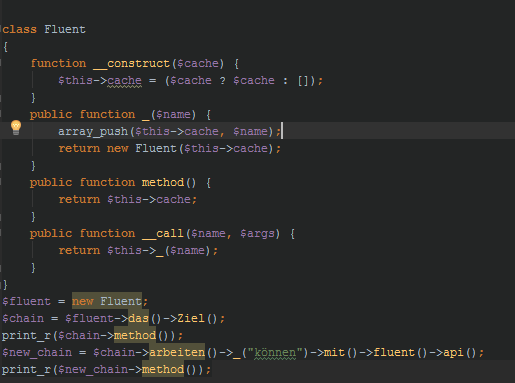 class Fluent
{
    function __construct($cache) {
        $this->cache = ($cache ? $cache : []);
    }
    public function _($name) {
        array_push($this->cache, $name);
        return new Fluent($this->cache);
    }
    public function method() {
        return $this->cache;
    }
    public function __call($name, $args) {
        return $this->_($name);
    }
}
$fluent = new Fluent;
$chain = $fluent->das()->Ziel();
print_r($chain->method());
$new_chain = $chain->arbeiten()->_("können")->mit()->fluent()->api();
print_r($new_chain->method());